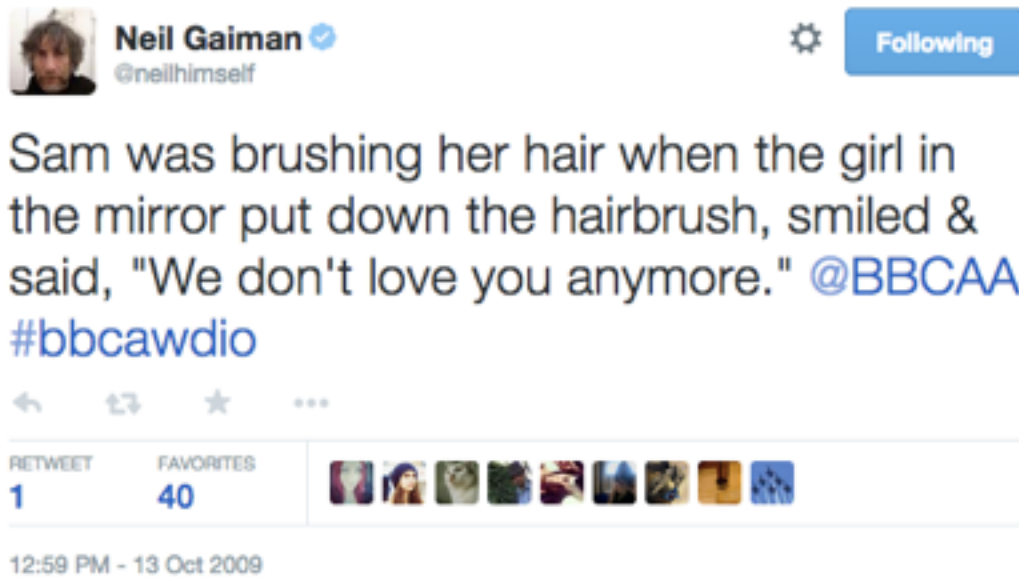 Neil Gaiman
@neilhimself
Following
Sam was brushing her hair when the girl in
the mirror put down the hairbrush, smiled &
said, "We don't love you anymore." @BBCAA
#bbcawdio
RETWEET FAVORITES
1 40
12:59 PM - 13 Oct 2009